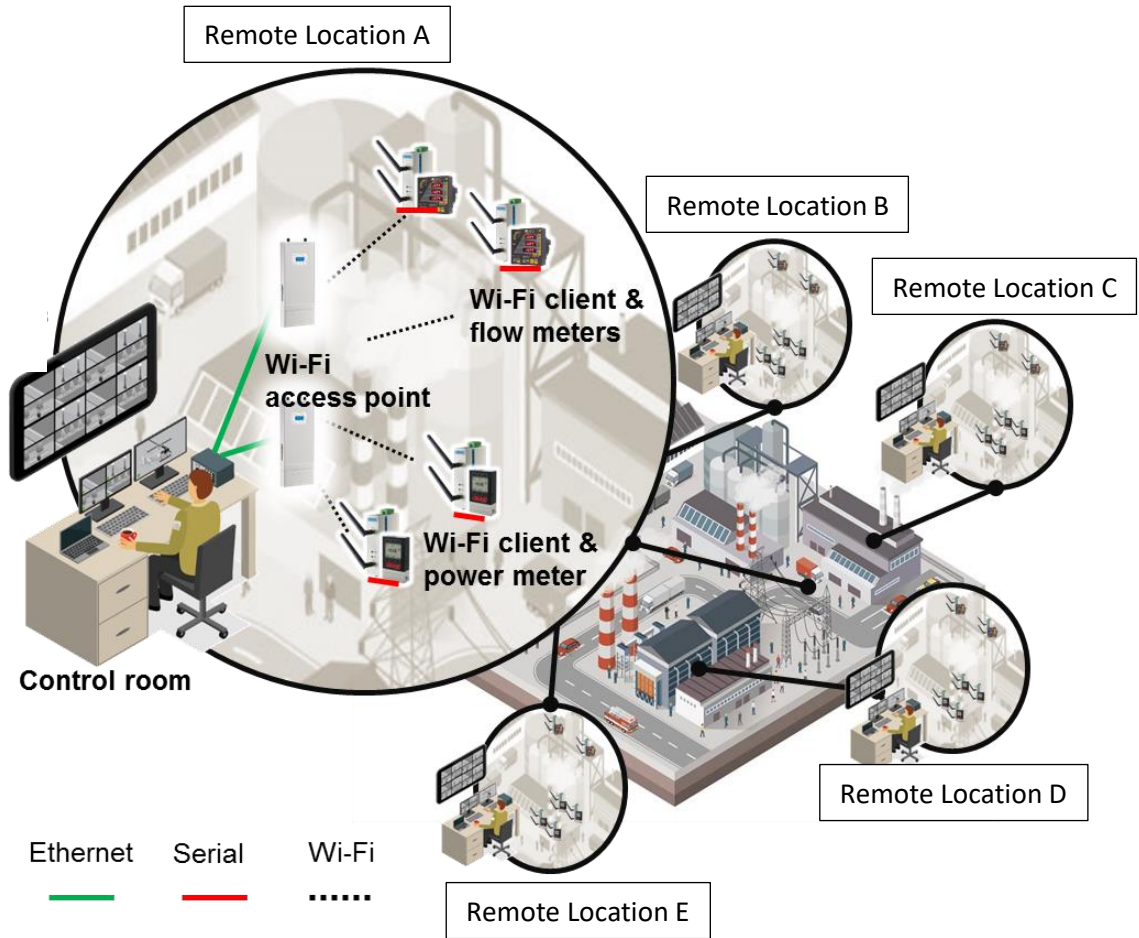 Remote Location A
Remote Location B
Remote Location C
Wi-Fi client &
flow meters
Wi-Fi
access point
Wi-Fi client &
power meter
Control room
Remote Location D
Ethernet
Serial
Wi-Fi
Remote Location E